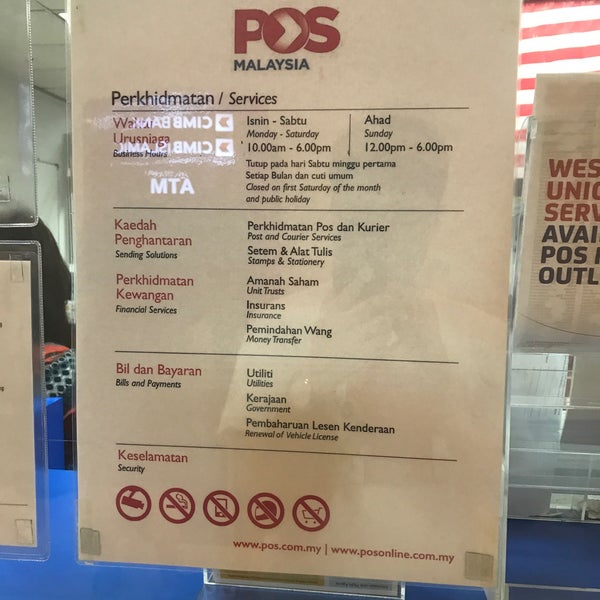 POS
MALAYSIA
Perkhidmatan / Services
Urusniaga
Business Hours
Isnin - Sabtu
Monday - Saturday
10.00am - 6.00pm
Ahad
Sunday
12.00pm - 6.00pm
Tutup pada hari Sabtu minggu pertama
Setiap Bulan dan cuti umum
Closed on first Saturday of the month
and public holiday
CIMB BANK
CIMB ISLAMIC
ATM
Kaedah
Penghantaran
Sending Solutions
Perkhidmatan Pos dan Kurier
Post and Courier Services
Setem & Alat Tulis
Stamps & Stationery
Perkhidmatan
Kewangan
Financial Services
Amanah Saham
Unit Trusts
Insurans
Insurance
Pemindahan Wang
Money Transfer
Bil dan Bayaran
Bills and Payments
Utiliti
Utilities
Kerajaan
Government
Pembaharuan Lesen Kenderaan
Renewal of Vehicle License
Keselamatan
Security
www.pos.com.my | www.posonline.com.my
WES
UNIO
SERV
AVAI
POS
OUTL